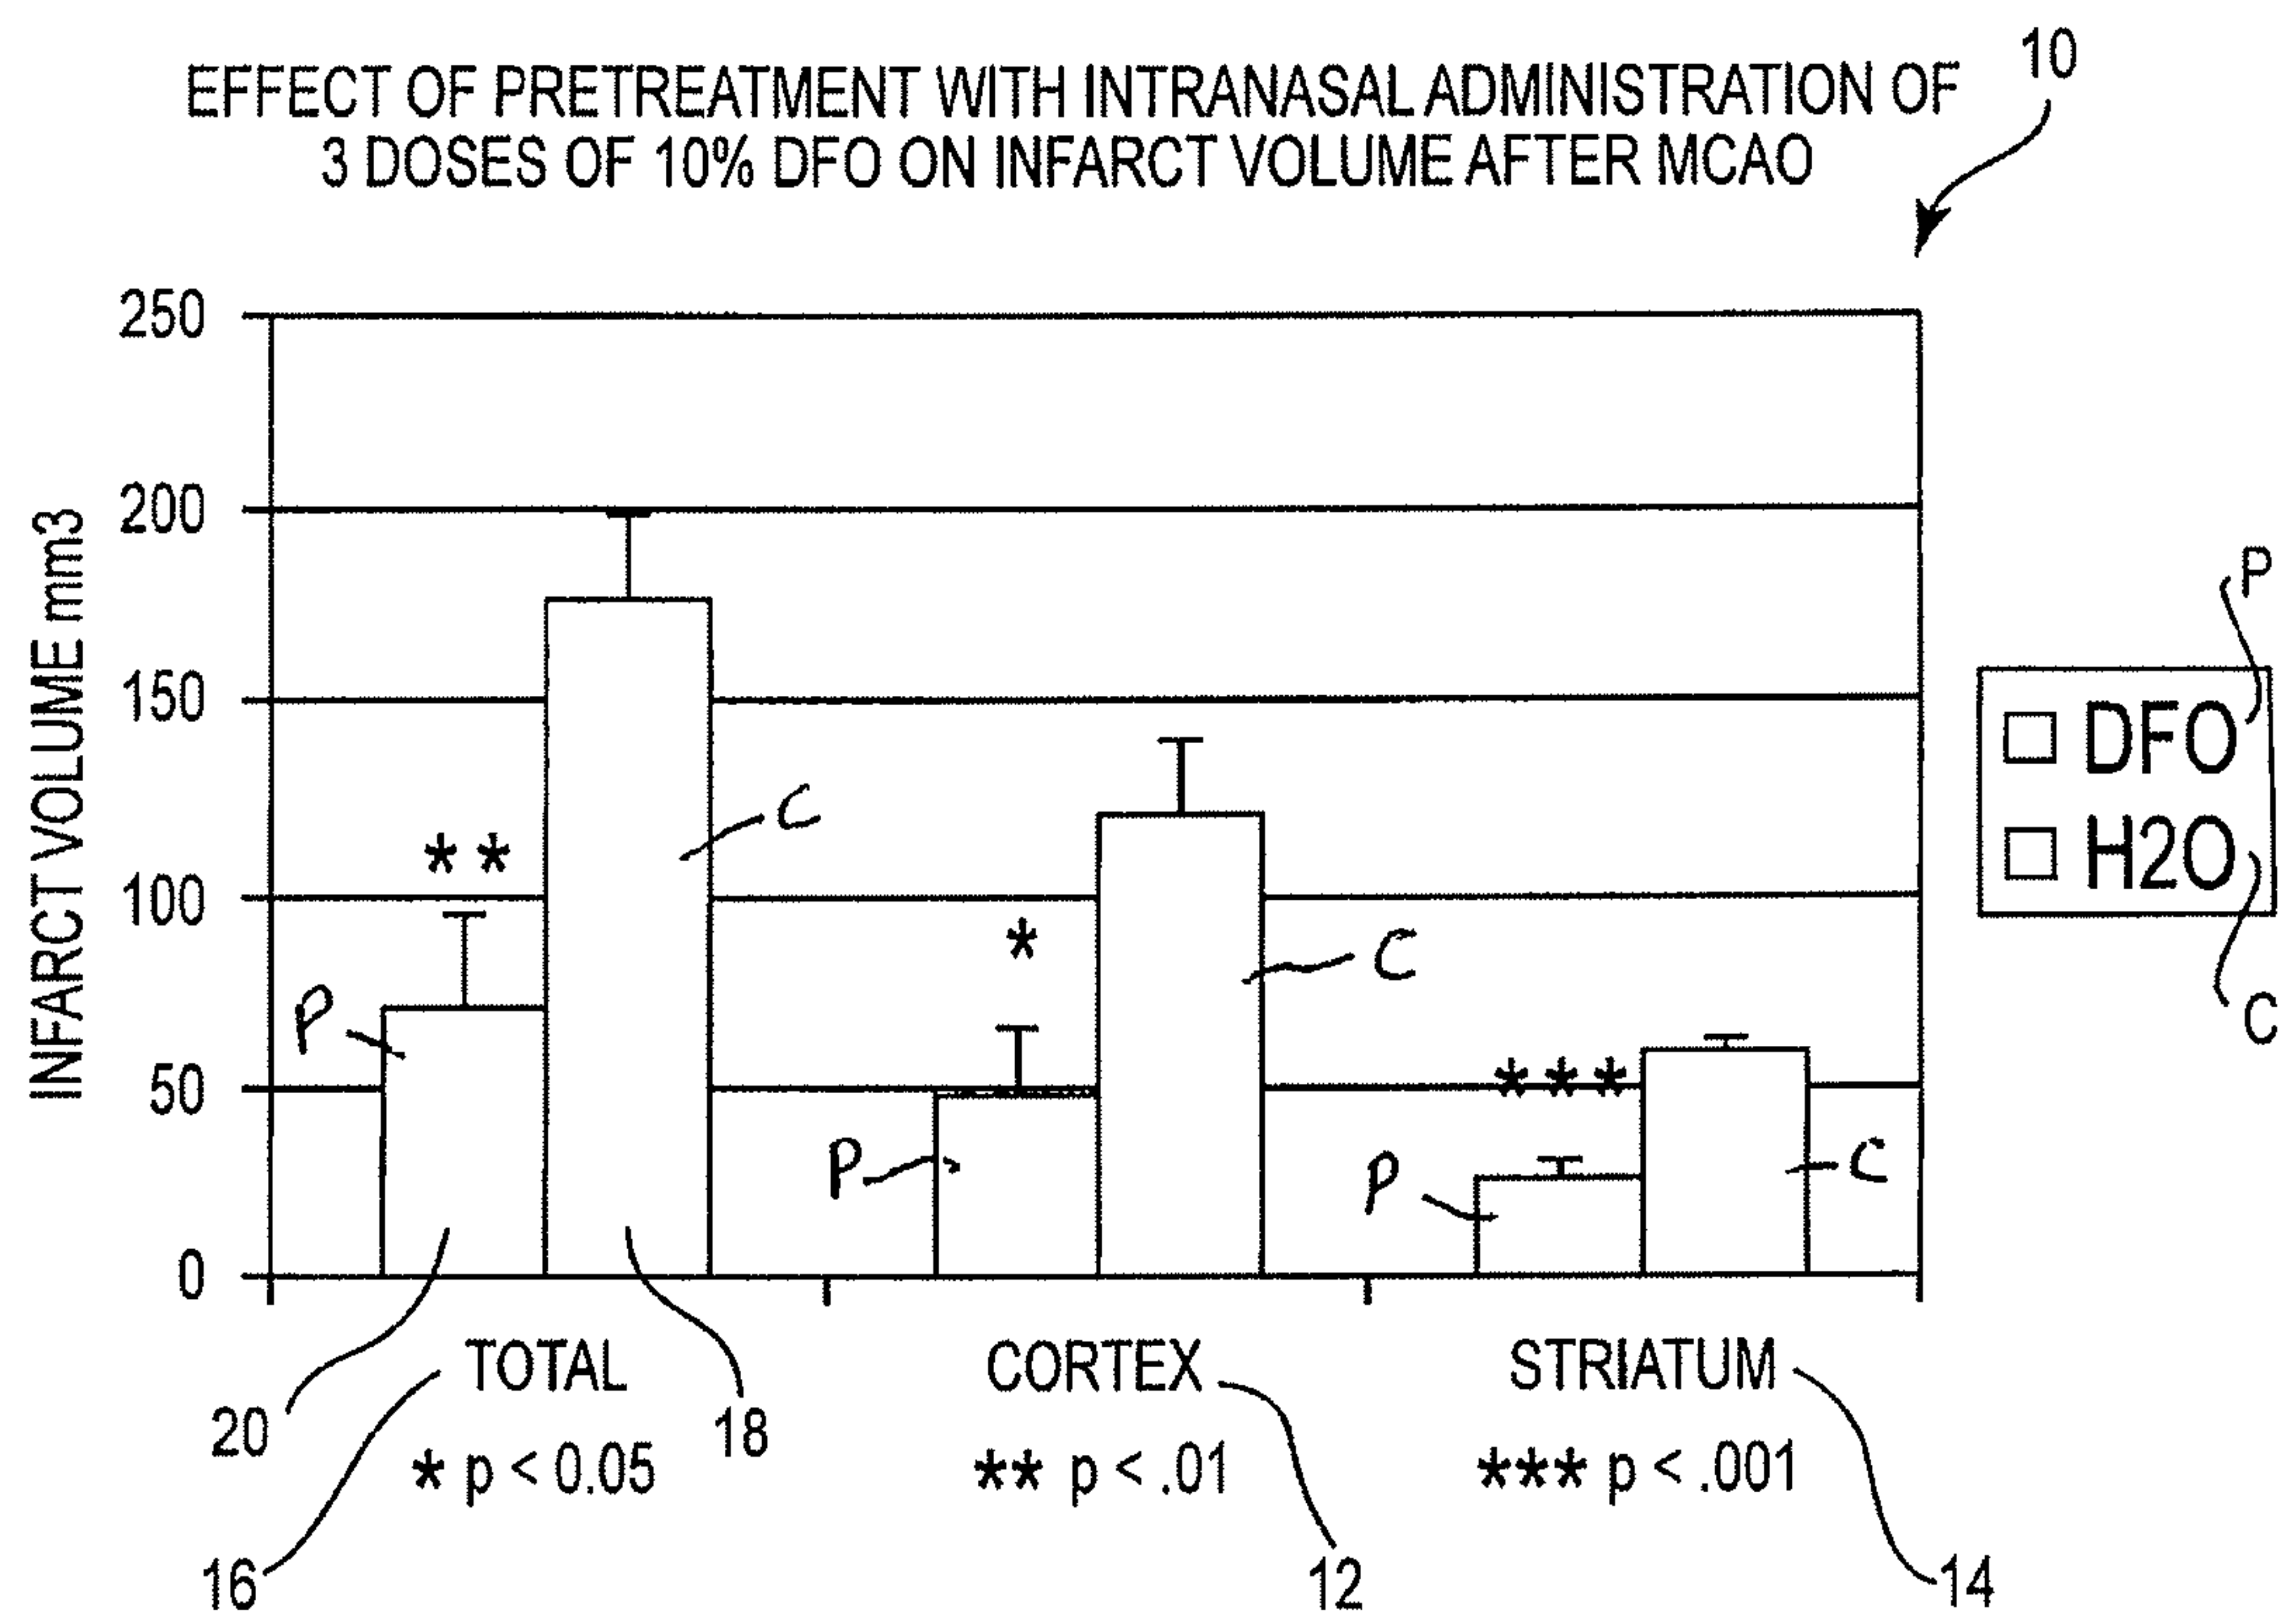 10
EFFECT OF PRETREATMENT WITH INTRANASAL ADMINISTRATION OF
3 DOSES OF 10% DFO ON INFARCT VOLUME AFTER MCAO
INFARCT VOLUME mm3
250
200
150
100
50
0
**
*
***
P
C
P
C
P
C
P
DFO
H2O
C
TOTAL
CORTEX
STRIATUM
20
18
* p < 0.05
** p < .01
*** p < .001
16
12
14